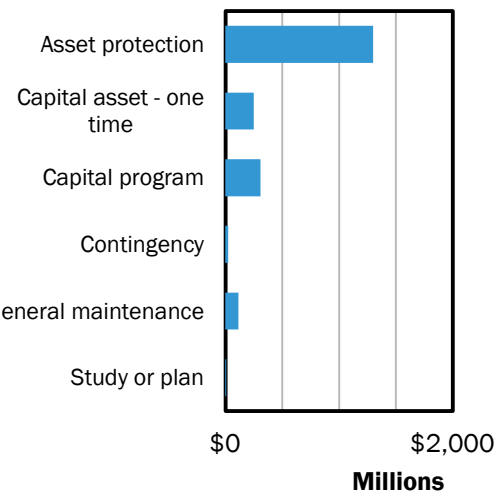 Asset protection
Capital asset - one
time
Capital program
Contingency
eneral maintenance
Study or plan
$0
$2,000
Millions